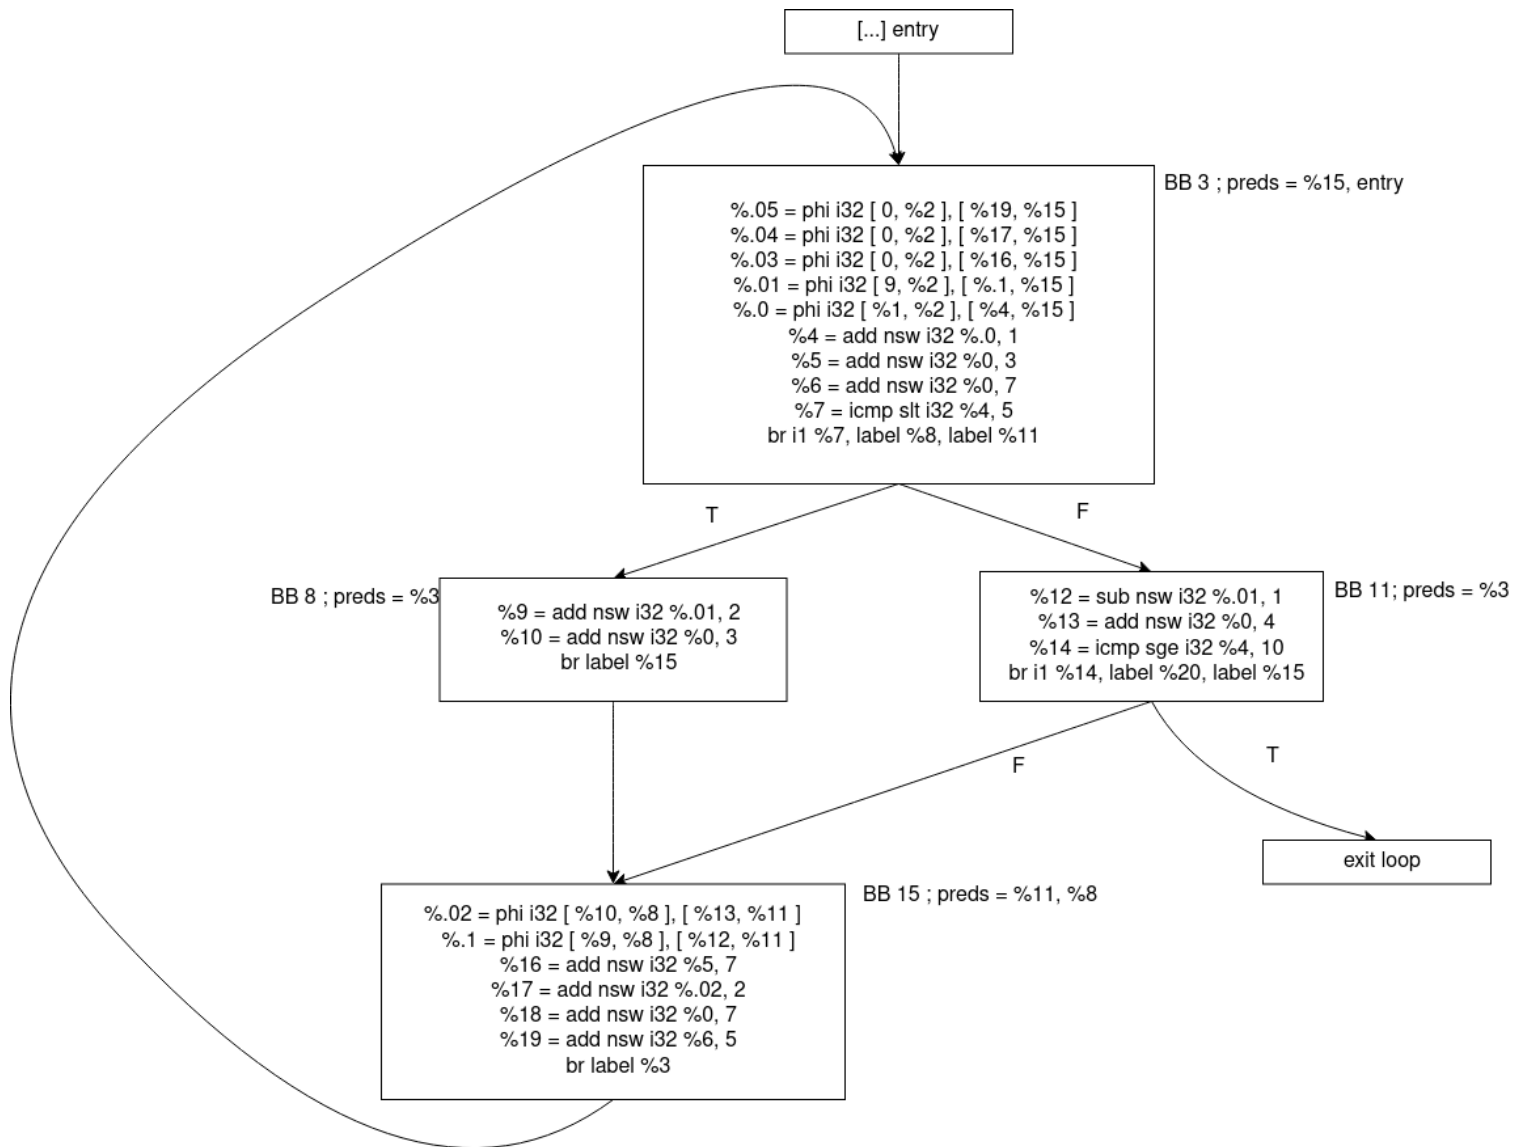 [...] entry
BB 3 ; preds = %15, entry
%.05 = phi i32 [ 0, %2 ], [ %19, %15 ]
%.04 = phi i32 [ 0, %2 ], [ %17, %15 ]
%.03 = phi i32 [ 0, %2 ], [ %16, %15 ]
%.01 = phi i32 [ 9, %2 ], [ %.1, %15 ]
%.0 = phi i32 [ %1, %2 ], [ %4, %15 ]
%4 = add nsw i32 %.0, 1
%5 = add nsw i32 %0, 3
%6 = add nsw i32 %0, 7
%7 = icmp slt i32 %4, 5
br i1 %7, label %8, label %11
T
F
BB 8 ; preds = %3
%9 = add nsw i32 %.01, 2
%10 = add nsw i32 %0, 3
br label %15
BB 11; preds = %3
%12 = sub nsw i32 %.01, 1
%13 = add nsw i32 %0, 4
%14 = icmp sge i32 %4, 10
br i1 %14, label %20, label %15
F
T
exit loop
BB 15 ; preds = %11, %8
%.02 = phi i32 [ %10, %8 ], [ %13, %11 ]
%.1 = phi i32 [ %9, %8 ], [ %12, %11 ]
%16 = add nsw i32 %5, 7
%17 = add nsw i32 %.02, 2
%18 = add nsw i32 %0, 7
%19 = add nsw i32 %6, 5
br label %3